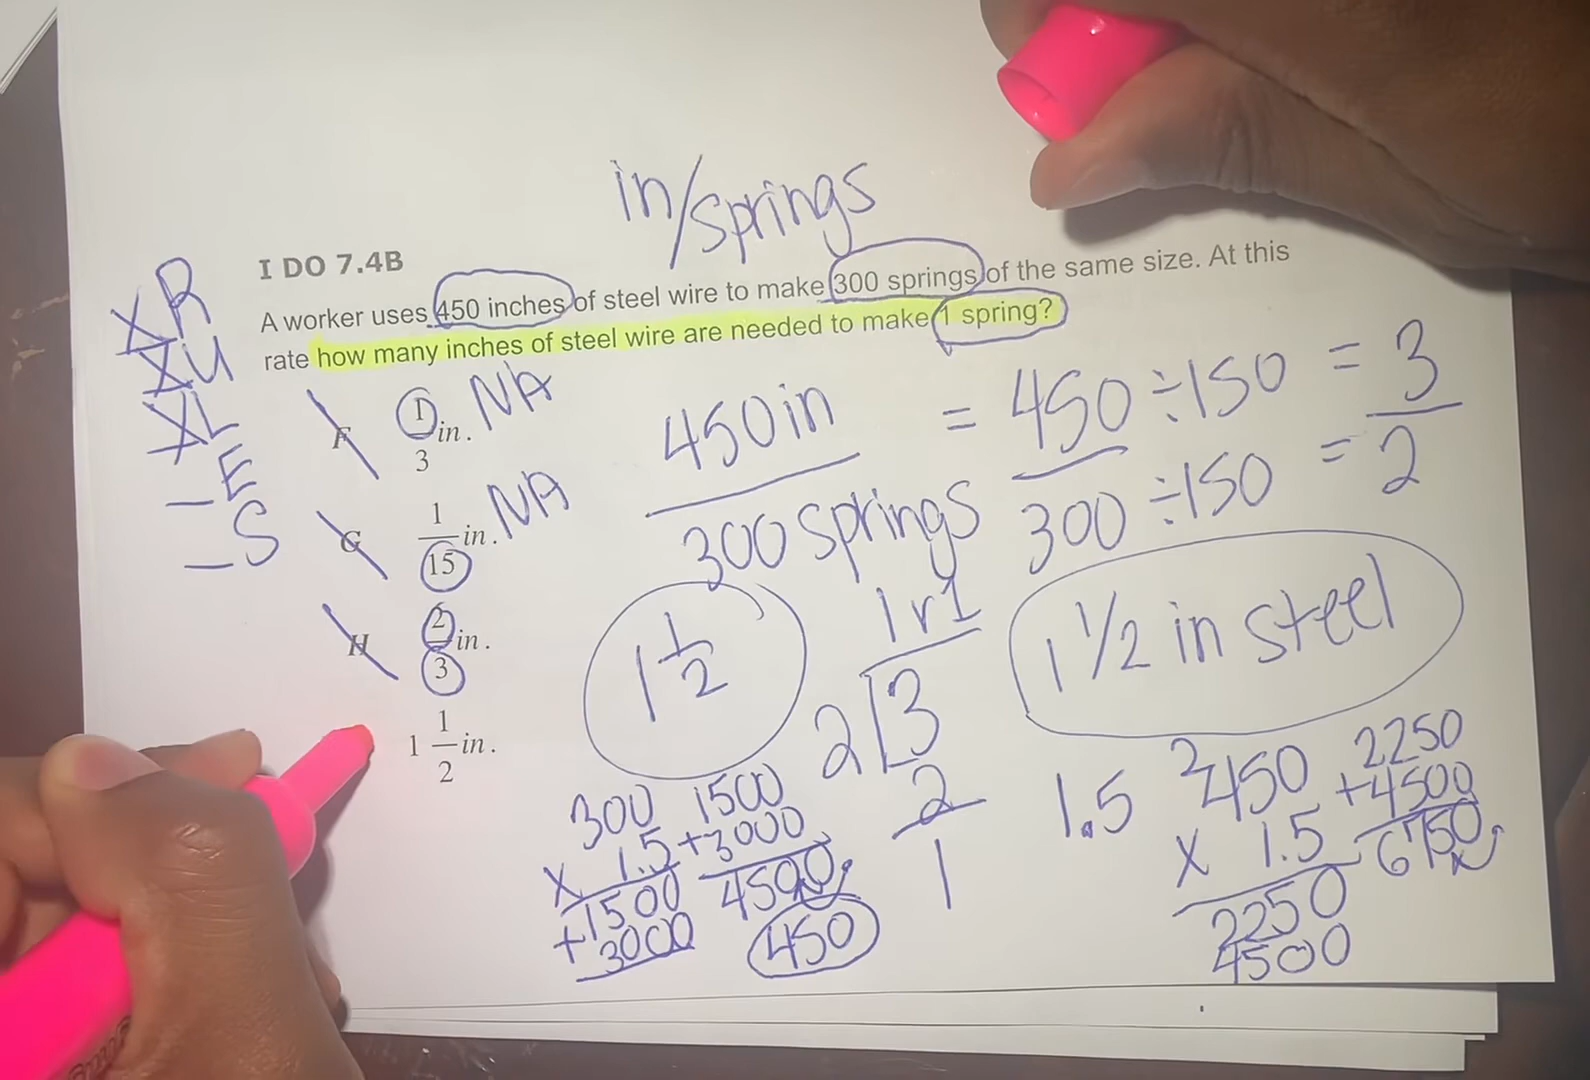 in/springs
I DO 7.4B
A worker uses 450 inches of steel wire to make 300 springs of the same size. At this
rate how many inches of steel wire are needed to make 1 spring?
X R
X U
X L
_ E
_ S
F 1/3 in. NA
G 1/15 in. NA
H 2/3 in.
1 1/2 in.
450 in = 450 ÷150 = 3
300 springs 300 ÷150 = 2
1 1/2
1 r1
2 3
2
1
1 1/2 in steel
300
x 1.5
1500
+ 3000
1500
+3000
4500.
450
1.5
2
450
x 1.5
2250
4500
2250
+4500
6750.